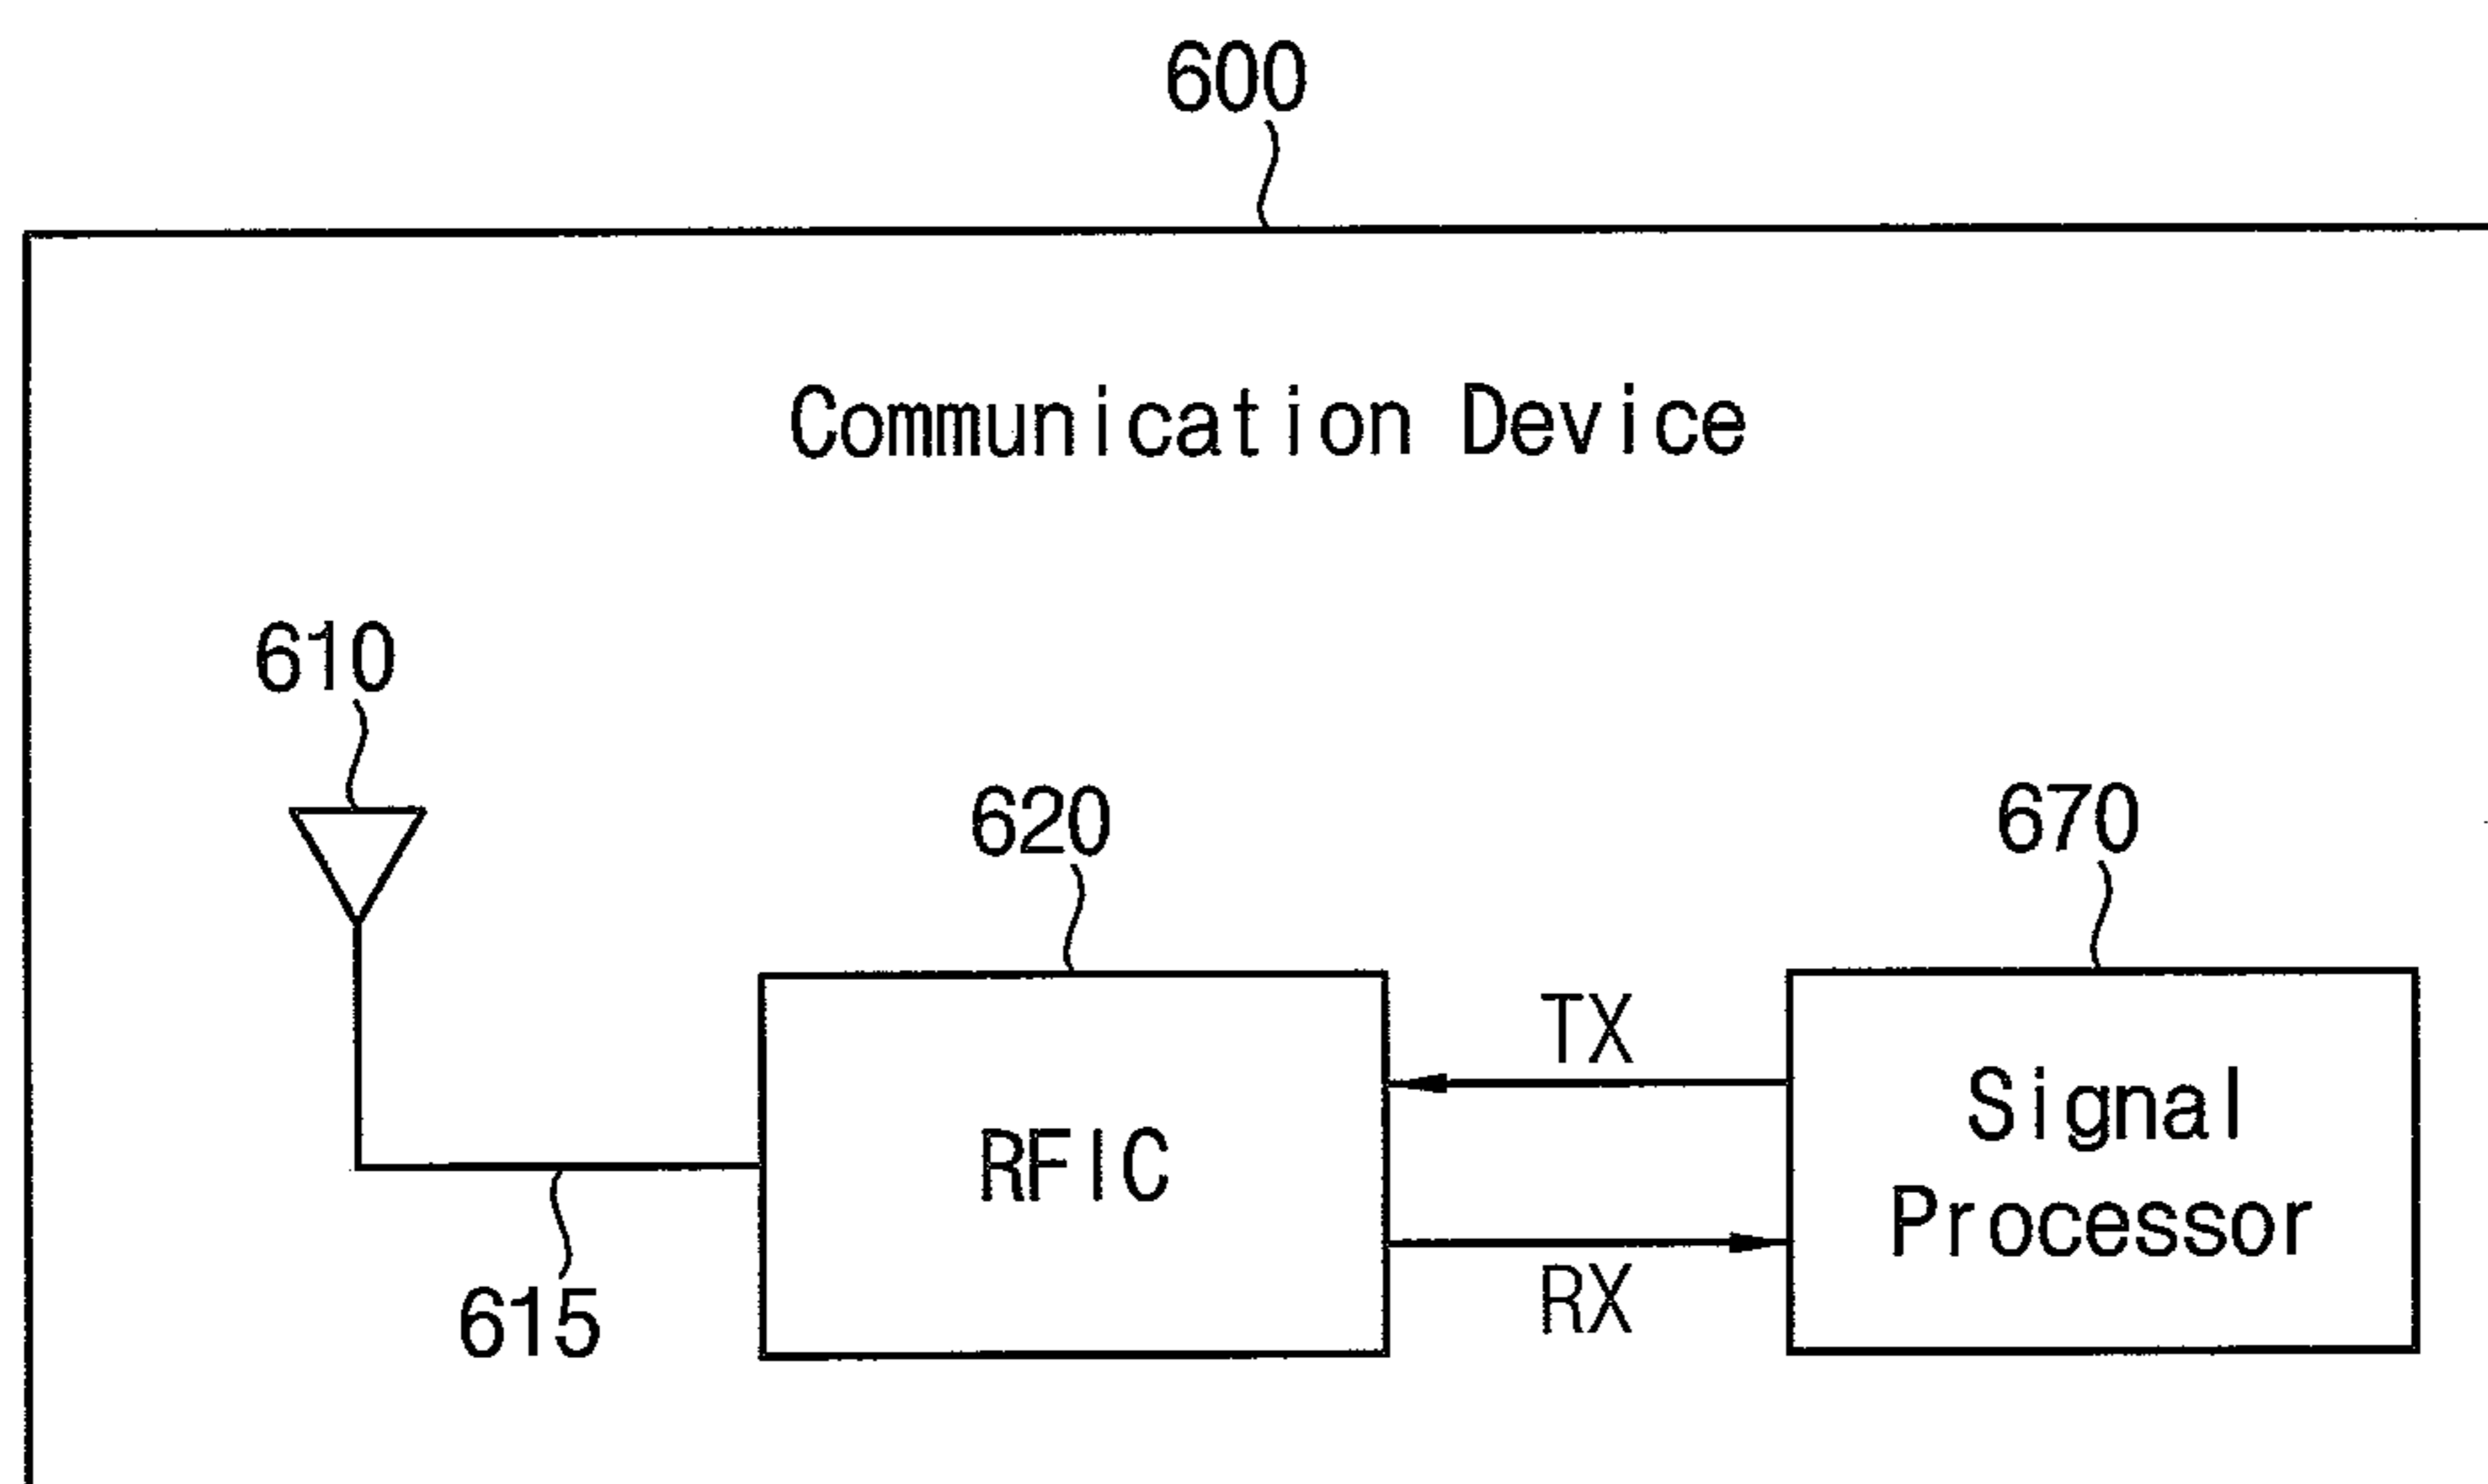 600
Communication Device
610
620
670
TX
RFIC
Signal
Processor
RX
615